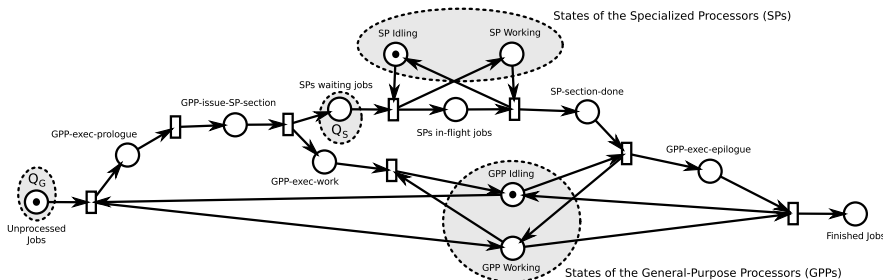 States of the Specialized Processors (SPs)
SP Idling
SP Working
SPs waiting jobs
SP-section-done
GPP-issue-SP-section
Q_S
SPs in-flight jobs
GPP-exec-prologue
GPP-exec-epilogue
GPP-exec-work
GPP Idling
Q_G
Unprocessed
Jobs
Finished Jobs
GPP Working
States of the General-Purpose Processors (GPPs)